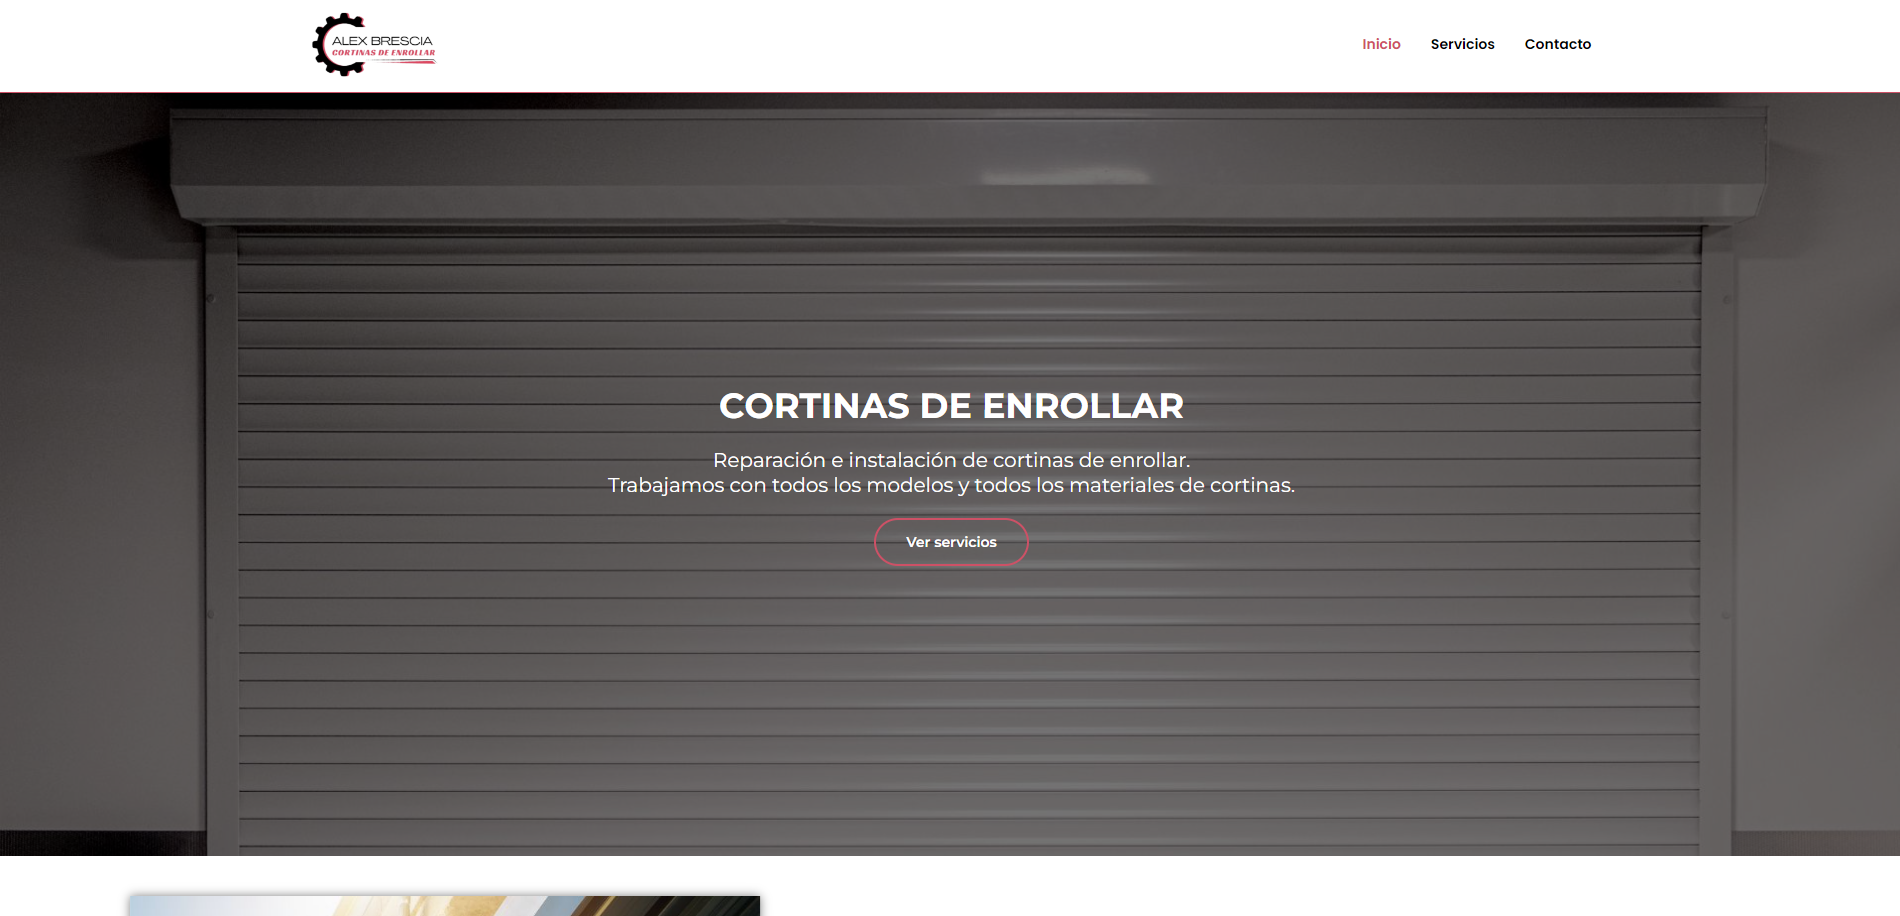 ALEX BRESCIA
CORTINAS DE ENROLLAR
Inicio
Servicios
Contacto
CORTINAS DE ENROLLAR
Reparación e instalación de cortinas de enrollar.
Trabajamos con todos los modelos y todos los materiales de cortinas.
Ver servicios